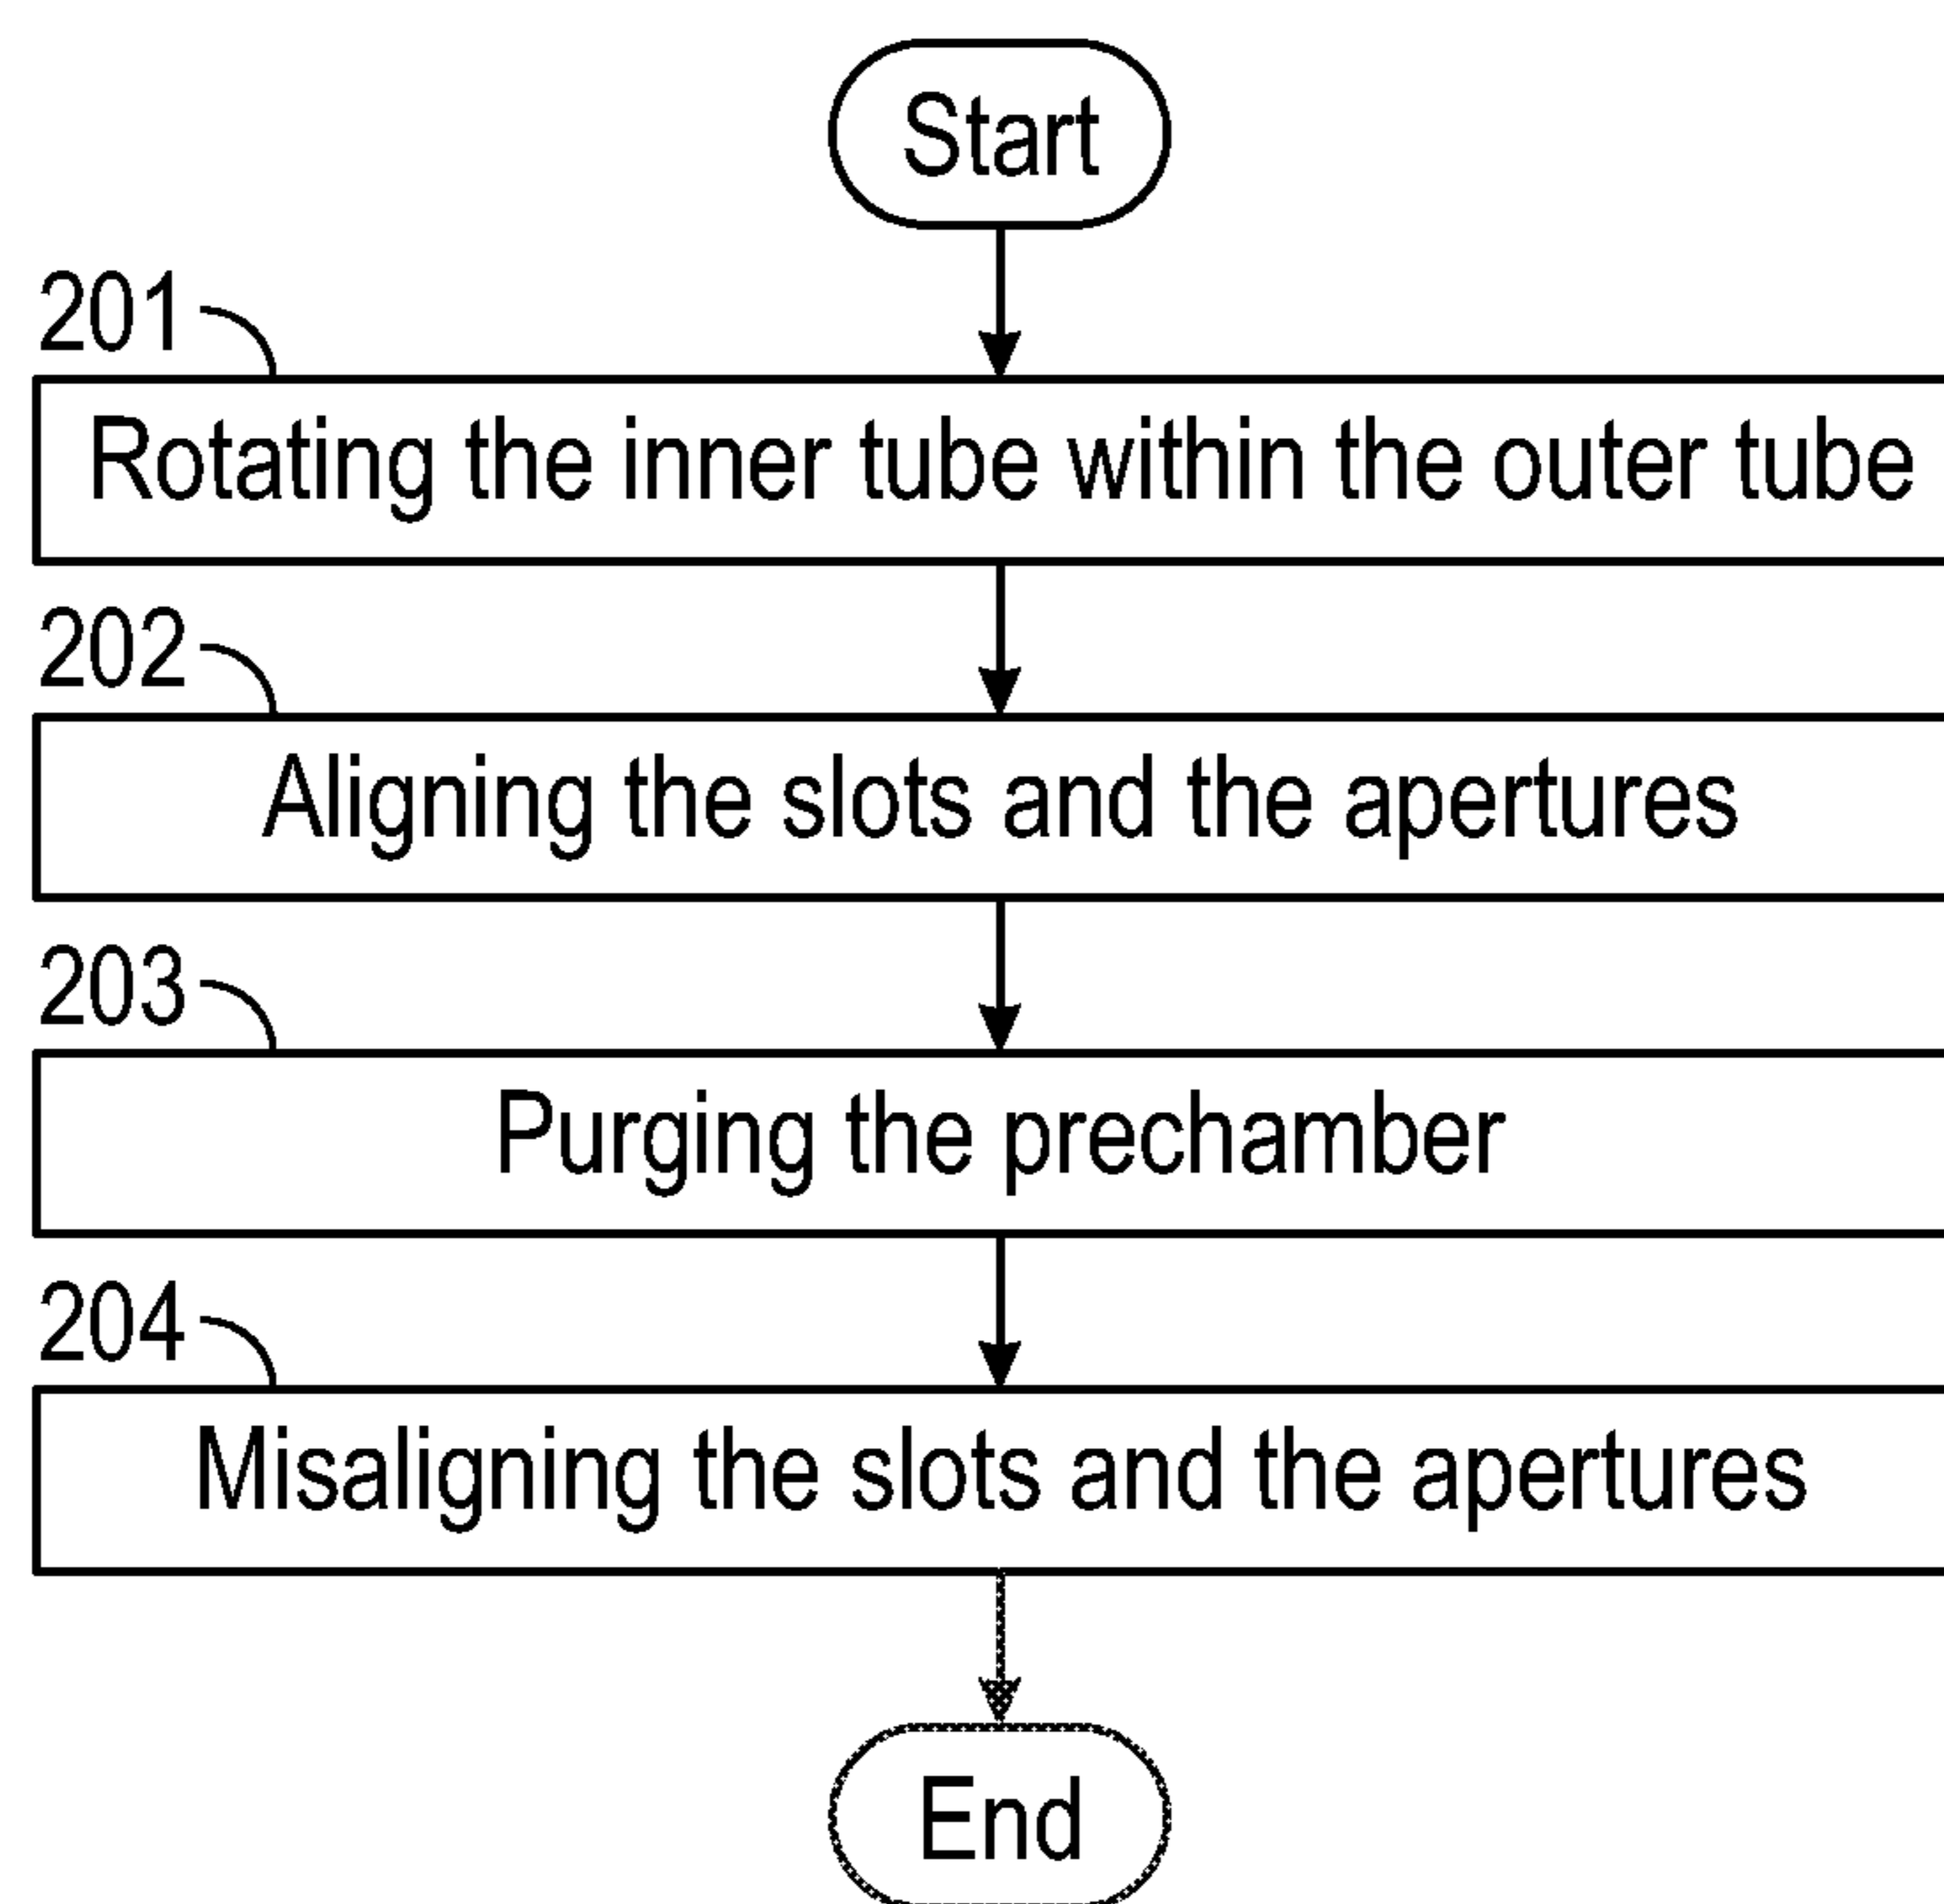 Start
201
Rotating the inner tube within the outer tube
202
Aligning the slots and the apertures
203
Purging the prechamber
204
Misaligning the slots and the apertures
End